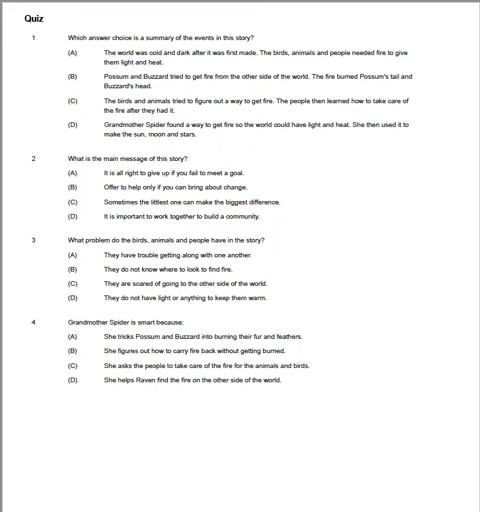 Quiz
1 Which answer choice is a summary of the events in this story?
(A) The world was cold and dark after it was first made. The birds, animals and people needed fire to give
them light and heat.
(B) Possum and Buzzard tried to get fire from the other side of the world. The fire burned Possum's tail and
Buzzard's head.
(C) The birds and animals tried to figure out a way to get fire. The people then learned how to take care of
the fire after they had it.
(D) Grandmother Spider found a way to get fire so the world could have light and heat. She then used it to
make the sun, moon and stars.
2 What is the main message of this story?
(A) It is all right to give up if you fail to meet a goal.
(B) Offer to help only if you can bring about change.
(C) Sometimes the littlest one can make the biggest difference.
(D) It is important to work together to build a community.
3 What problem do the birds, animals and people have in the story?
(A) They have trouble getting along with one another.
(B) They do not know where to look to find fire.
(C) They are scared of going to the other side of the world.
(D) They do not have light or anything to keep them warm.
4 Grandmother Spider is smart because:
(A) She tricks Possum and Buzzard into burning their fur and feathers.
(B) She figures out how to carry fire back without getting burned.
(C) She asks the people to take care of the fire for the animals and birds.
(D) She helps Raven find the fire on the other side of the world.